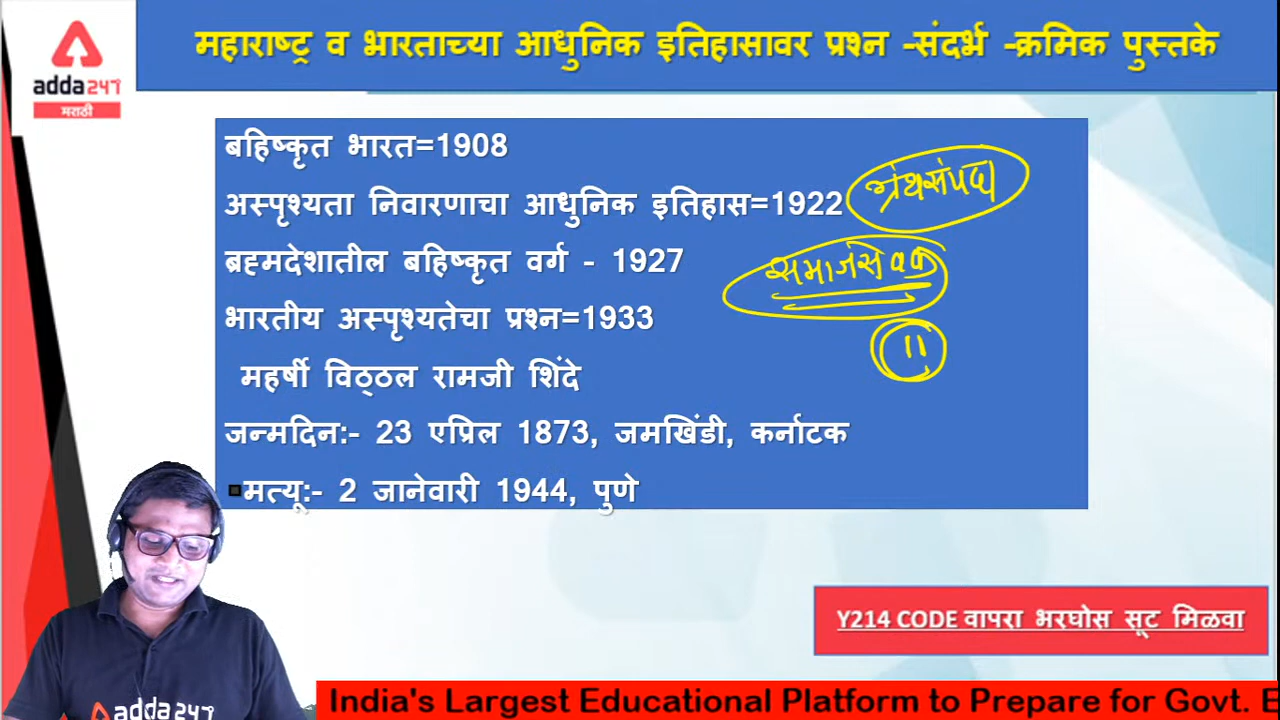 महाराष्ट्र व भारताच्या आधुनिक इतिहासावर प्रश्न -संदर्भ -क्रमिक पुस्तके
adda247
मराठी
बहिष्कृत भारत=1908
अस्पृश्यता निवारणाचा आधुनिक इतिहास=1922
ग्रंथसंपदा
ब्रह्मदेशातील बहिष्कृत वर्ग - 1927
समाजसेवक
भारतीय अस्पृश्यतेचा प्रश्न=1933
11
महर्षी विठ्ठल रामजी शिंदे
जन्मदिन:- 23 एप्रिल 1873, जमखिंडी, कर्नाटक
मत्यू:- 2 जानेवारी 1944, पुणे
Y214 CODE वापरा भरघोस सूट मिळवा
adda247
India's Largest Educational Platform to Prepare for Govt. E